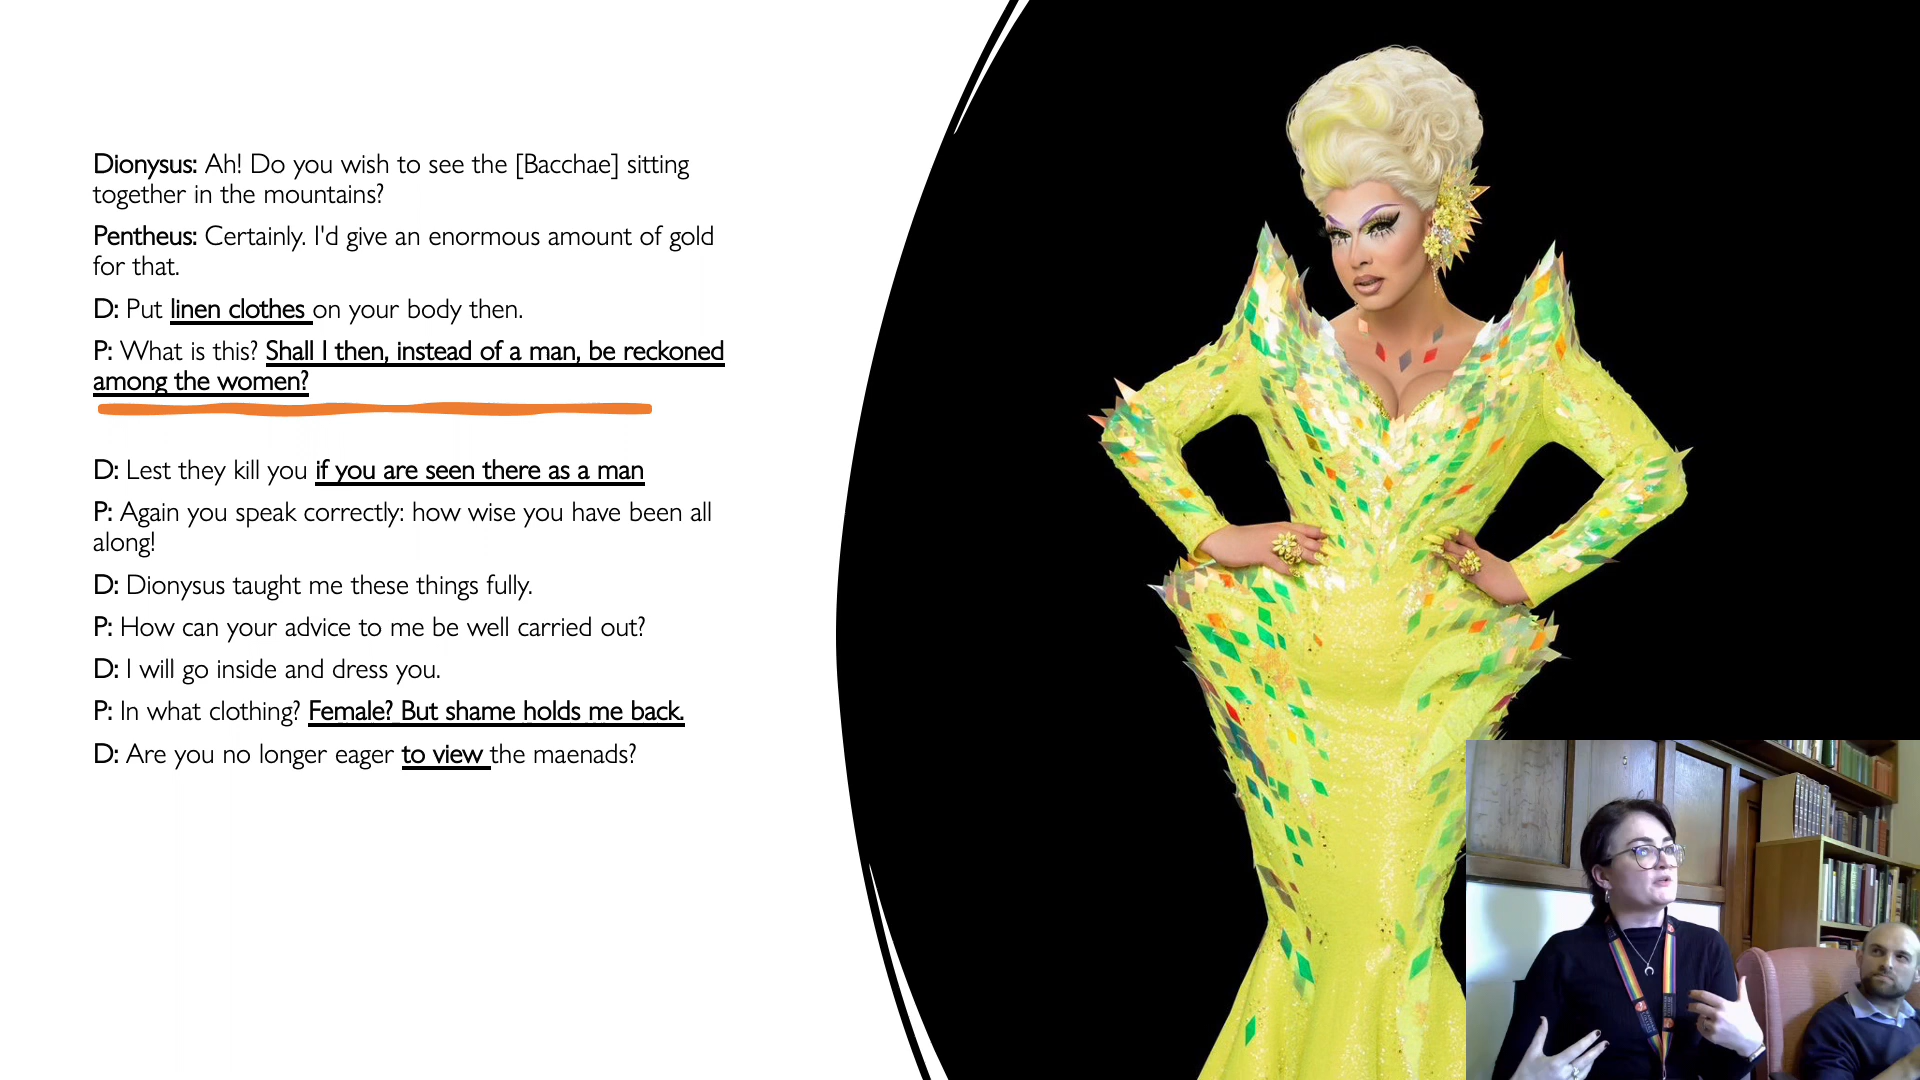 Dionysus: Ah! Do you wish to see the [Bacchae] sitting
together in the mountains?
Pentheus: Certainly. I'd give an enormous amount of gold
for that.
D: Put linen clothes on your body then.
P: What is this? Shall I then, instead of a man, be reckoned
among the women?
D: Lest they kill you if you are seen there as a man
P: Again you speak correctly: how wise you have been all
along!
D: Dionysus taught me these things fully.
P: How can your advice to me be well carried out?
D: I will go inside and dress you.
P: In what clothing? Female? But shame holds me back.
D: Are you no longer eager to view the maenads?